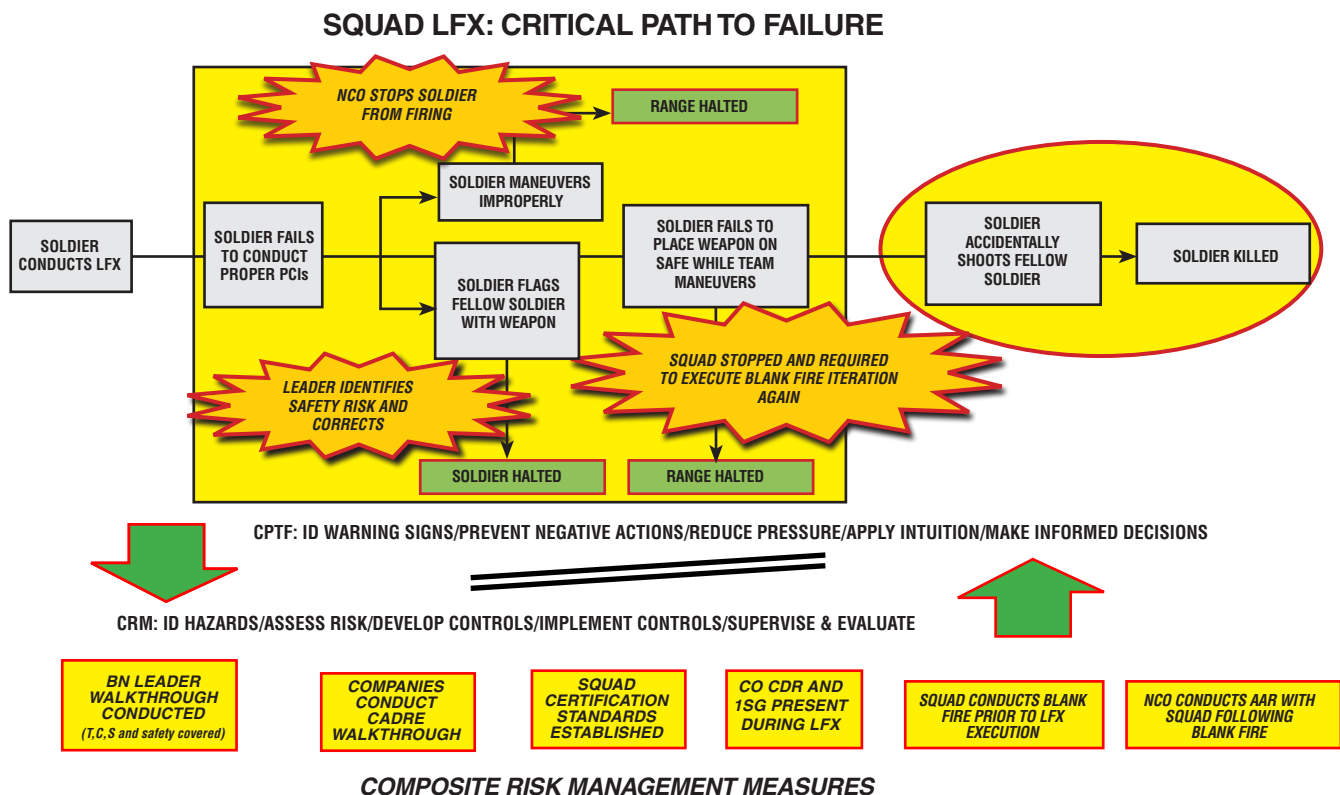 SQUAD LFX: CRITICAL PATH TO FAILURE
NCO STOPS SOLDIER
FROM FIRING
RANGE HALTED
SOLDIER MANEUVERS
IMPROPERLY
SOLDIER
CONDUCTS LFX
SOLDIER FAILS
TO CONDUCT
PROPER PCIs
SOLDIER FLAGS
FELLOW SOLDIER
WITH WEAPON
SOLDIER FAILS TO
PLACE WEAPON ON
SAFE WHILE TEAM
MANEUVERS
SOLDIER
ACCIDENTALLY
SHOOTS FELLOW
SOLDIER
SOLDIER KILLED
LEADER IDENTIFIES
SAFETY RISK AND
CORRECTS
SQUAD STOPPED AND REQUIRED
TO EXECUTE BLANK FIRE ITERATION
AGAIN
SOLDIER HALTED
RANGE HALTED
CPTF: ID WARNING SIGNS/PREVENT NEGATIVE ACTIONS/REDUCE PRESSURE/APPLY INTUITION/MAKE INFORMED DECISIONS
CRM: ID HAZARDS/ASSESS RISK/DEVELOP CONTROLS/IMPLEMENT CONTROLS/SUPERVISE & EVALUATE
BN LEADER
WALKTHROUGH
CONDUCTED
(T,C,S and safety covered)
COMPANIES
CONDUCT
CADRE
WALKTHROUGH
SQUAD
CERTIFICATION
STANDARDS
ESTABLISHED
CO CDR AND
1SG PRESENT
DURING LFX
SQUAD CONDUCTS BLANK
FIRE PRIOR TO LFX
EXECUTION
NCO CONDUCTS AAR WITH
SQUAD FOLLOWING
BLANK FIRE
COMPOSITE RISK MANAGEMENT MEASURES